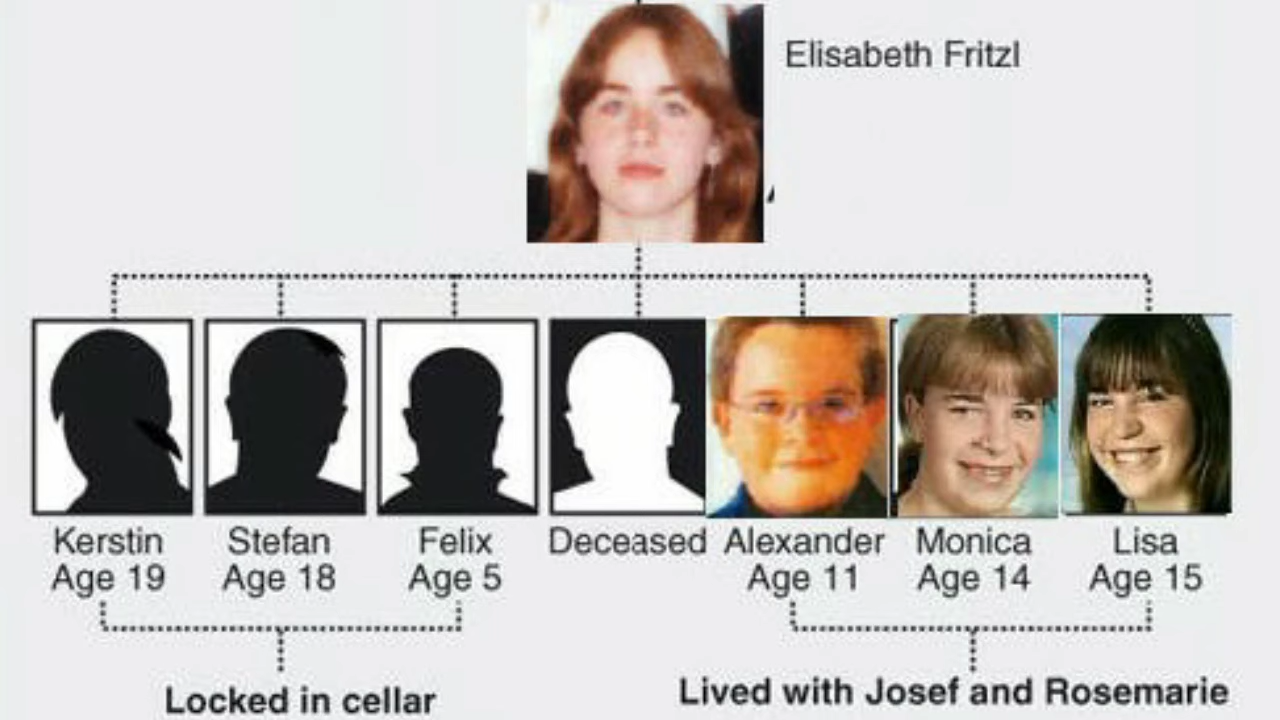 Elisabeth Fritzl
Kerstin
Age 19
Stefan
Age 18
Felix
Age 5
Deceased
Alexander
Age 11
Monica
Age 14
Lisa
Age 15
Locked in cellar
Lived with Josef and Rosemarie